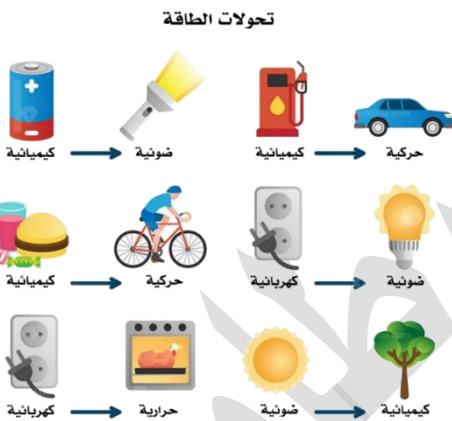 تحولات الطاقة
كيميائية ضوئية كيميائية حركية
كيميائية حركية كهربائية ضوئية
كهربائية حرارية ضوئية كيميائية